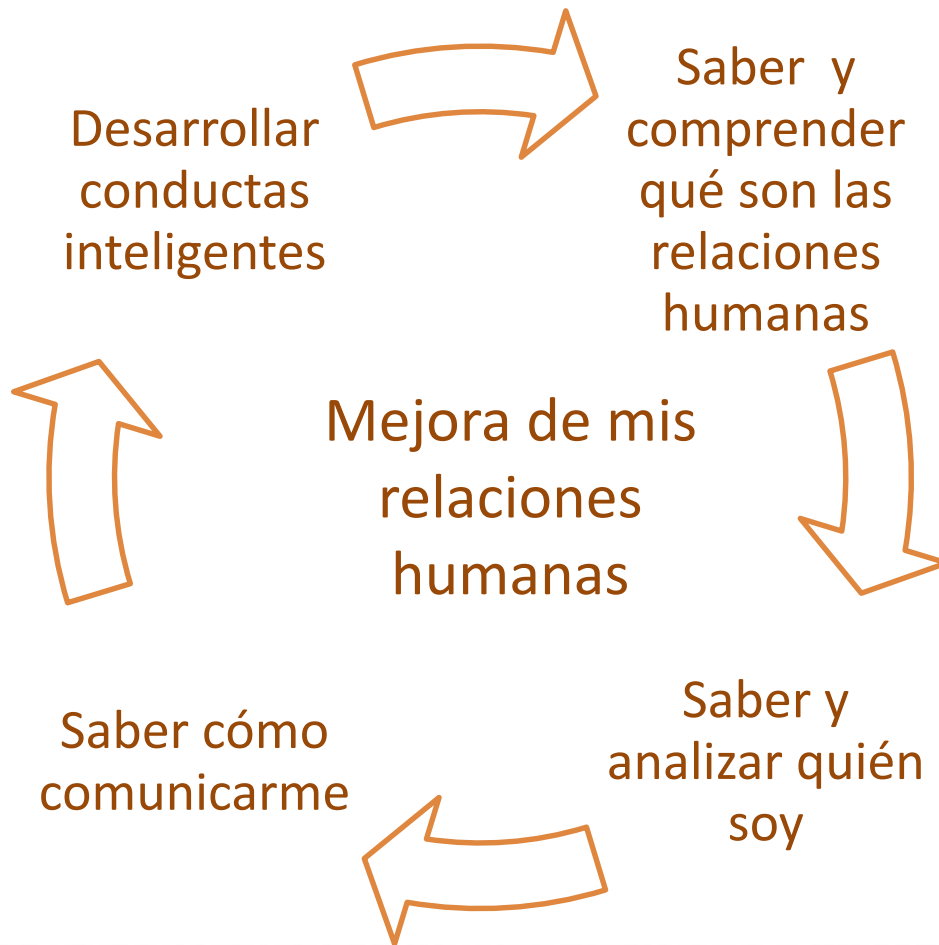 Desarrollar
conductas
inteligentes
Saber y
comprender
qué son las
relaciones
humanas
Mejora de mis
relaciones
humanas
Saber cómo
comunicarme
Saber y
analizar quién
soy